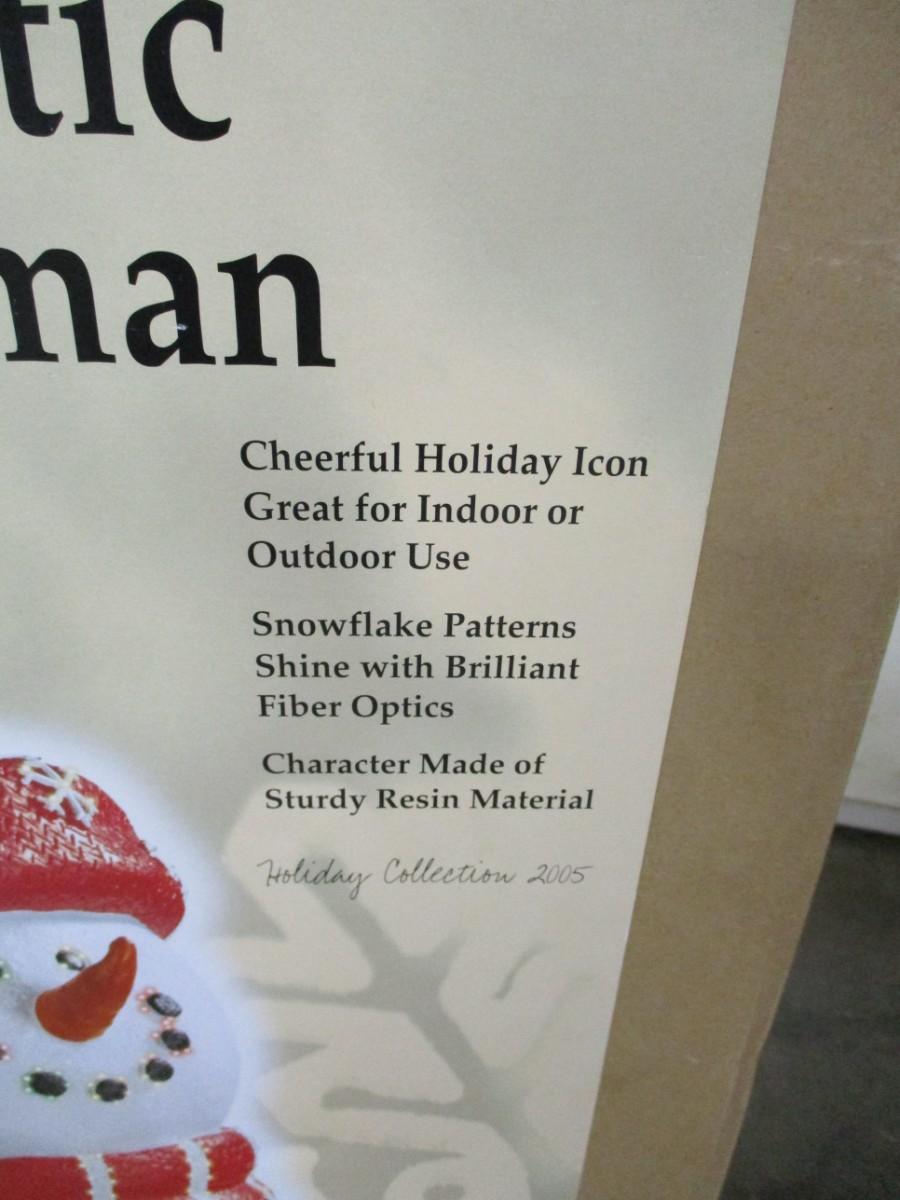 tic
man
Cheerful Holiday Icon
Great for Indoor or
Outdoor Use
Snowflake Patterns
Shine with Brilliant
Fiber Optics
Character Made of
Sturdy Resin Material
Holiday Collection 2005